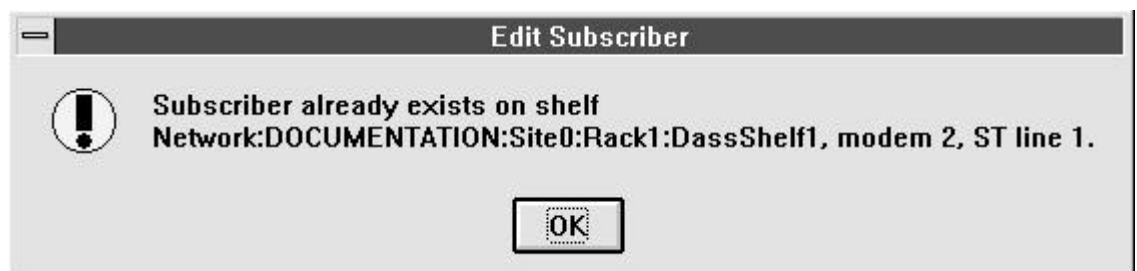 Edit Subscriber
Subscriber already exists on shelf
Network:DOCUMENTATION:Site0:Rack1:DassShelf1, modem 2, ST line 1.
OK